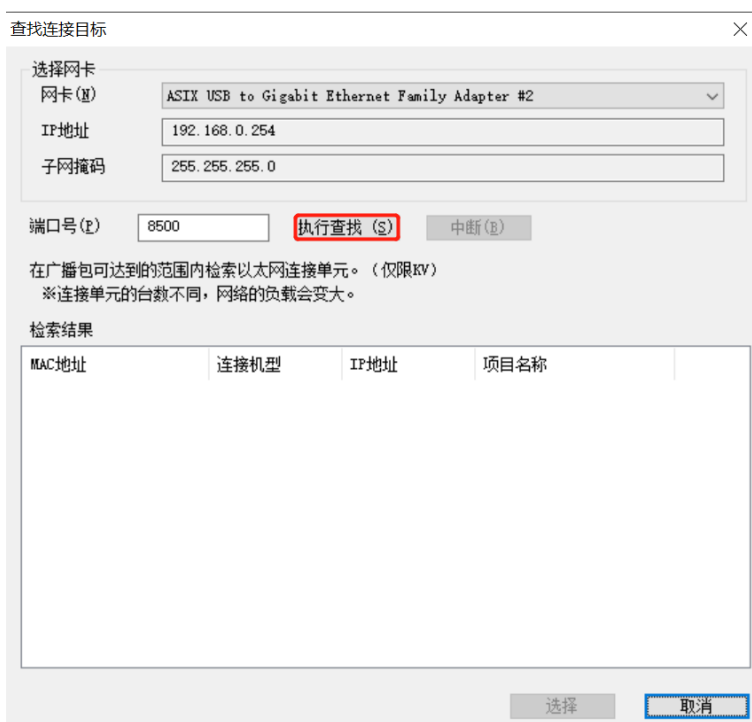 查找连接目标
选择网卡
网卡(N) ASIX USB to Gigabit Ethernet Family Adapter #2
IP地址 192.168.0.254
子网掩码 255.255.255.0
端口号(P) 8500 执行查找 (S) 中断(B)
在广播包可达到的范围内检索以太网连接单元。（仅限KV）
※连接单元的台数不同，网络的负载会变大。
检索结果
MAC地址 连接机型 IP地址 项目名称
选择 取消